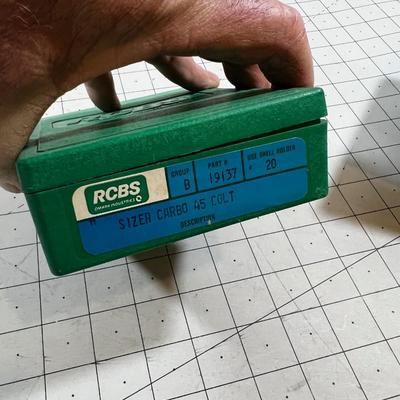 RCBS
OMARK INDUSTRIES
GROUP
B
PART #
19137
USE SHELL HOLDER
# 20
SIZER CARBO 45 COLT
DESCRIPTION